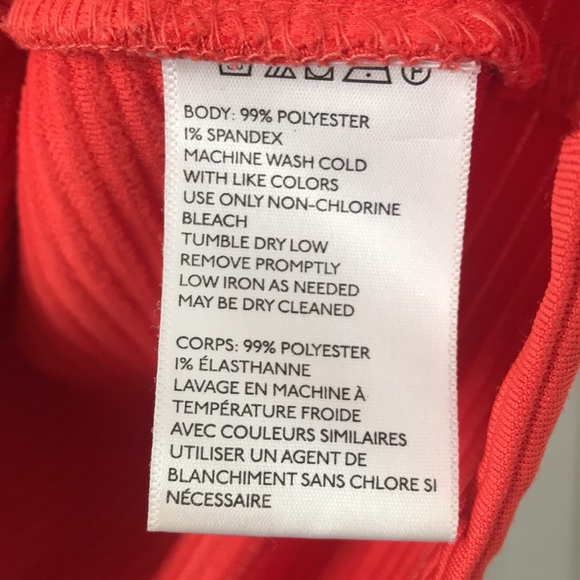 BODY: 99% POLYESTER
1% SPANDEX
MACHINE WASH COLD
WITH LIKE COLORS
USE ONLY NON-CHLORINE
BLEACH
TUMBLE DRY LOW
REMOVE PROMPTLY
LOW IRON AS NEEDED
MAY BE DRY CLEANED
CORPS: 99% POLYESTER
1% ÉLASTHANNE
LAVAGE EN MACHINE À
TEMPÉRATURE FROIDE
AVEC COULEURS SIMILAIRES
UTILISER UN AGENT DE
BLANCHIMENT SANS CHLORE SI
NÉCESSAIRE